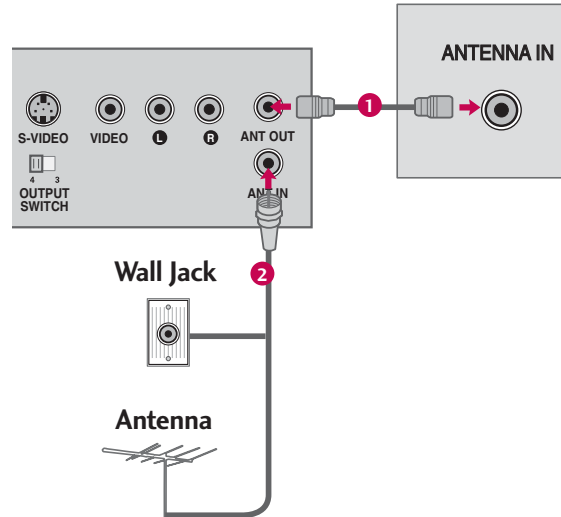 ANTENNA IN
1
S-VIDEO VIDEO L R ANT OUT
4 3
OUTPUT
SWITCH
ANT IN
2
Wall Jack
Antenna